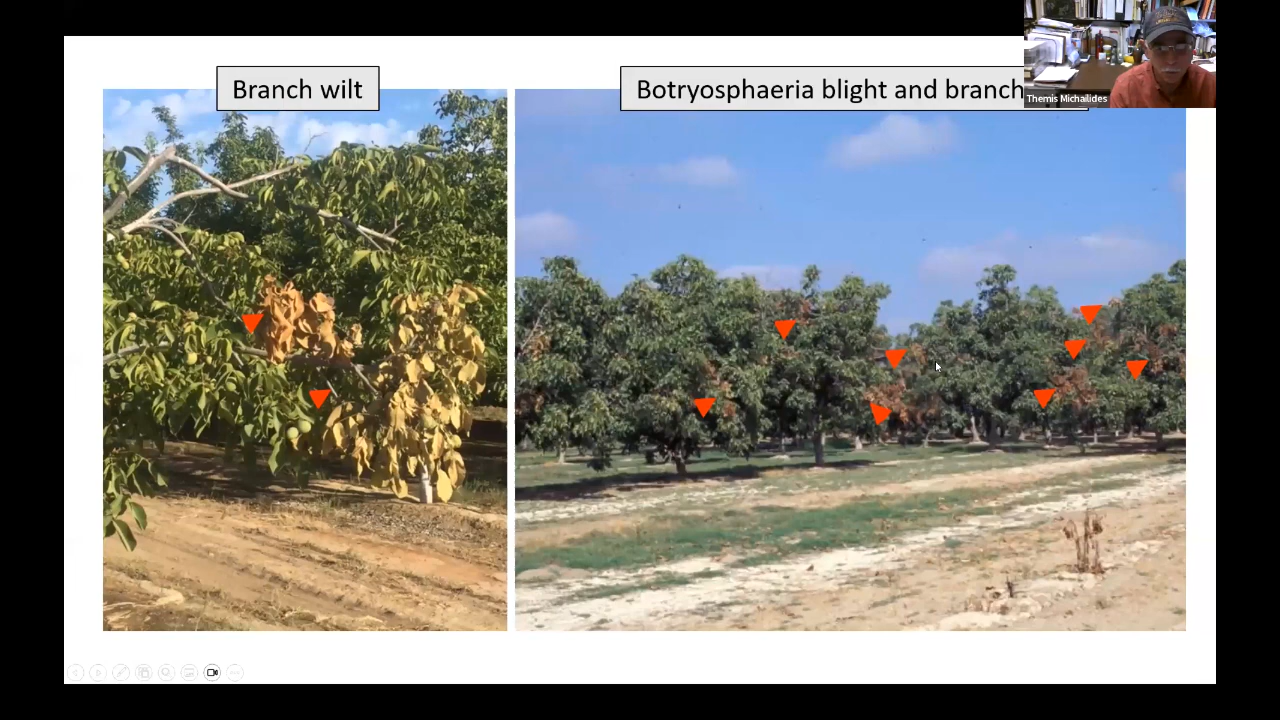 Branch wilt
Botryosphaeria blight and branch
Themis Michailides